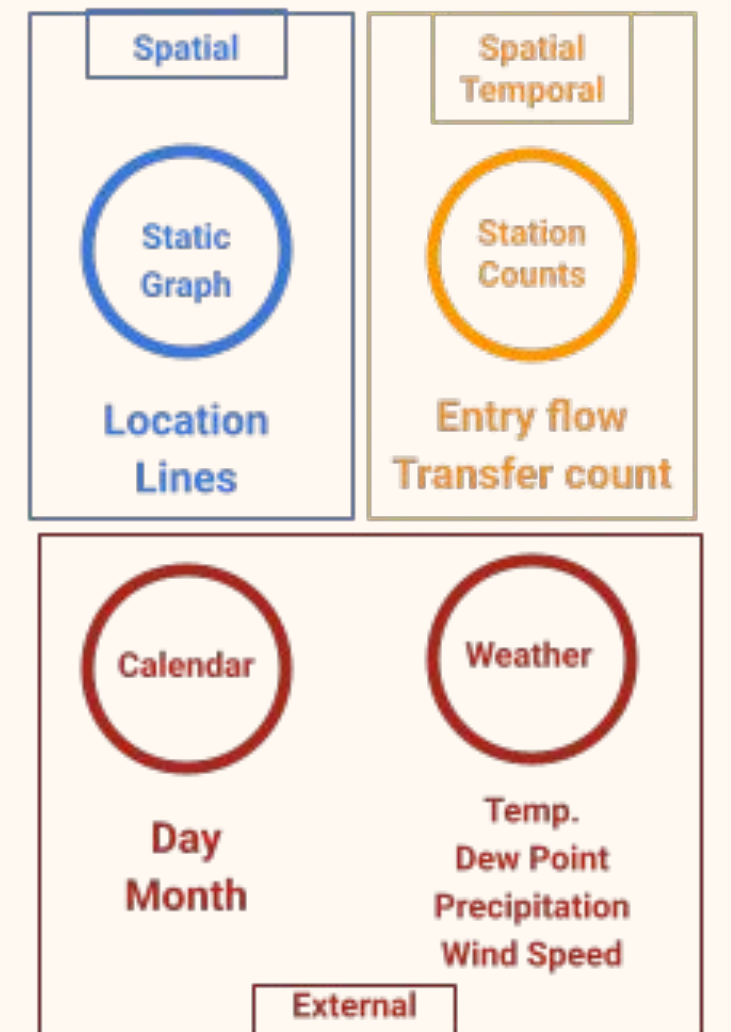 Spatial
Static
Graph
Location
Lines
Spatial
Temporal
Station
Counts
Entry flow
Transfer count
Calendar
Day
Month
Weather
Temp.
Dew Point
Precipitation
Wind Speed
External